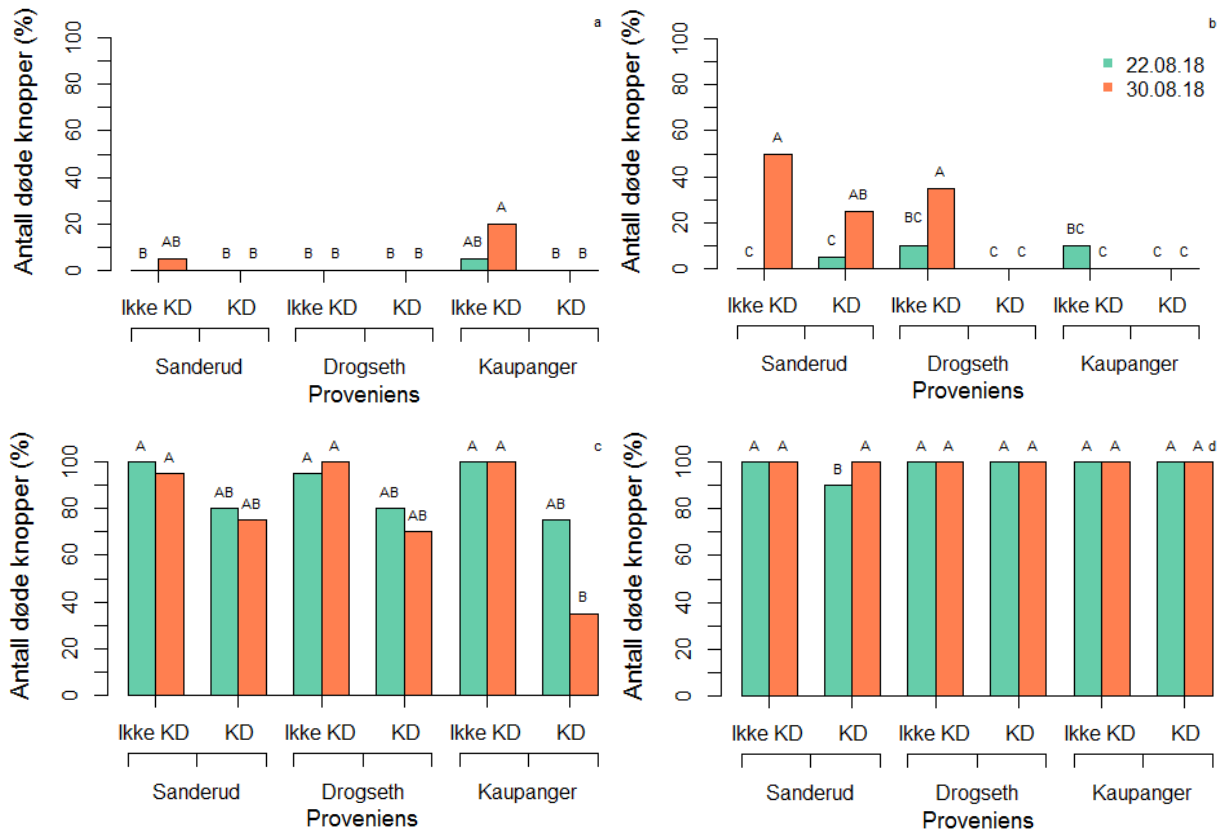 a
Antall døde knopper (%)
100
80
60
40
20
0
B AB B B B B B B AB A B B
Ikke KD KD Ikke KD KD Ikke KD KD
Sanderud Drogseth Kaupanger
Proveniens
b
Antall døde knopper (%)
100
80
60
40
20
0
22.08.18
30.08.18
C A C AB BC A C C BC C C C
Ikke KD KD Ikke KD KD Ikke KD KD
Sanderud Drogseth Kaupanger
Proveniens
c
Antall døde knopper (%)
100
80
60
40
20
0
A A AB AB A A AB AB A A AB B
Ikke KD KD Ikke KD KD Ikke KD KD
Sanderud Drogseth Kaupanger
Proveniens
d
Antall døde knopper (%)
100
80
60
40
20
0
A A B A A A A A A A A A
Ikke KD KD Ikke KD KD Ikke KD KD
Sanderud Drogseth Kaupanger
Proveniens